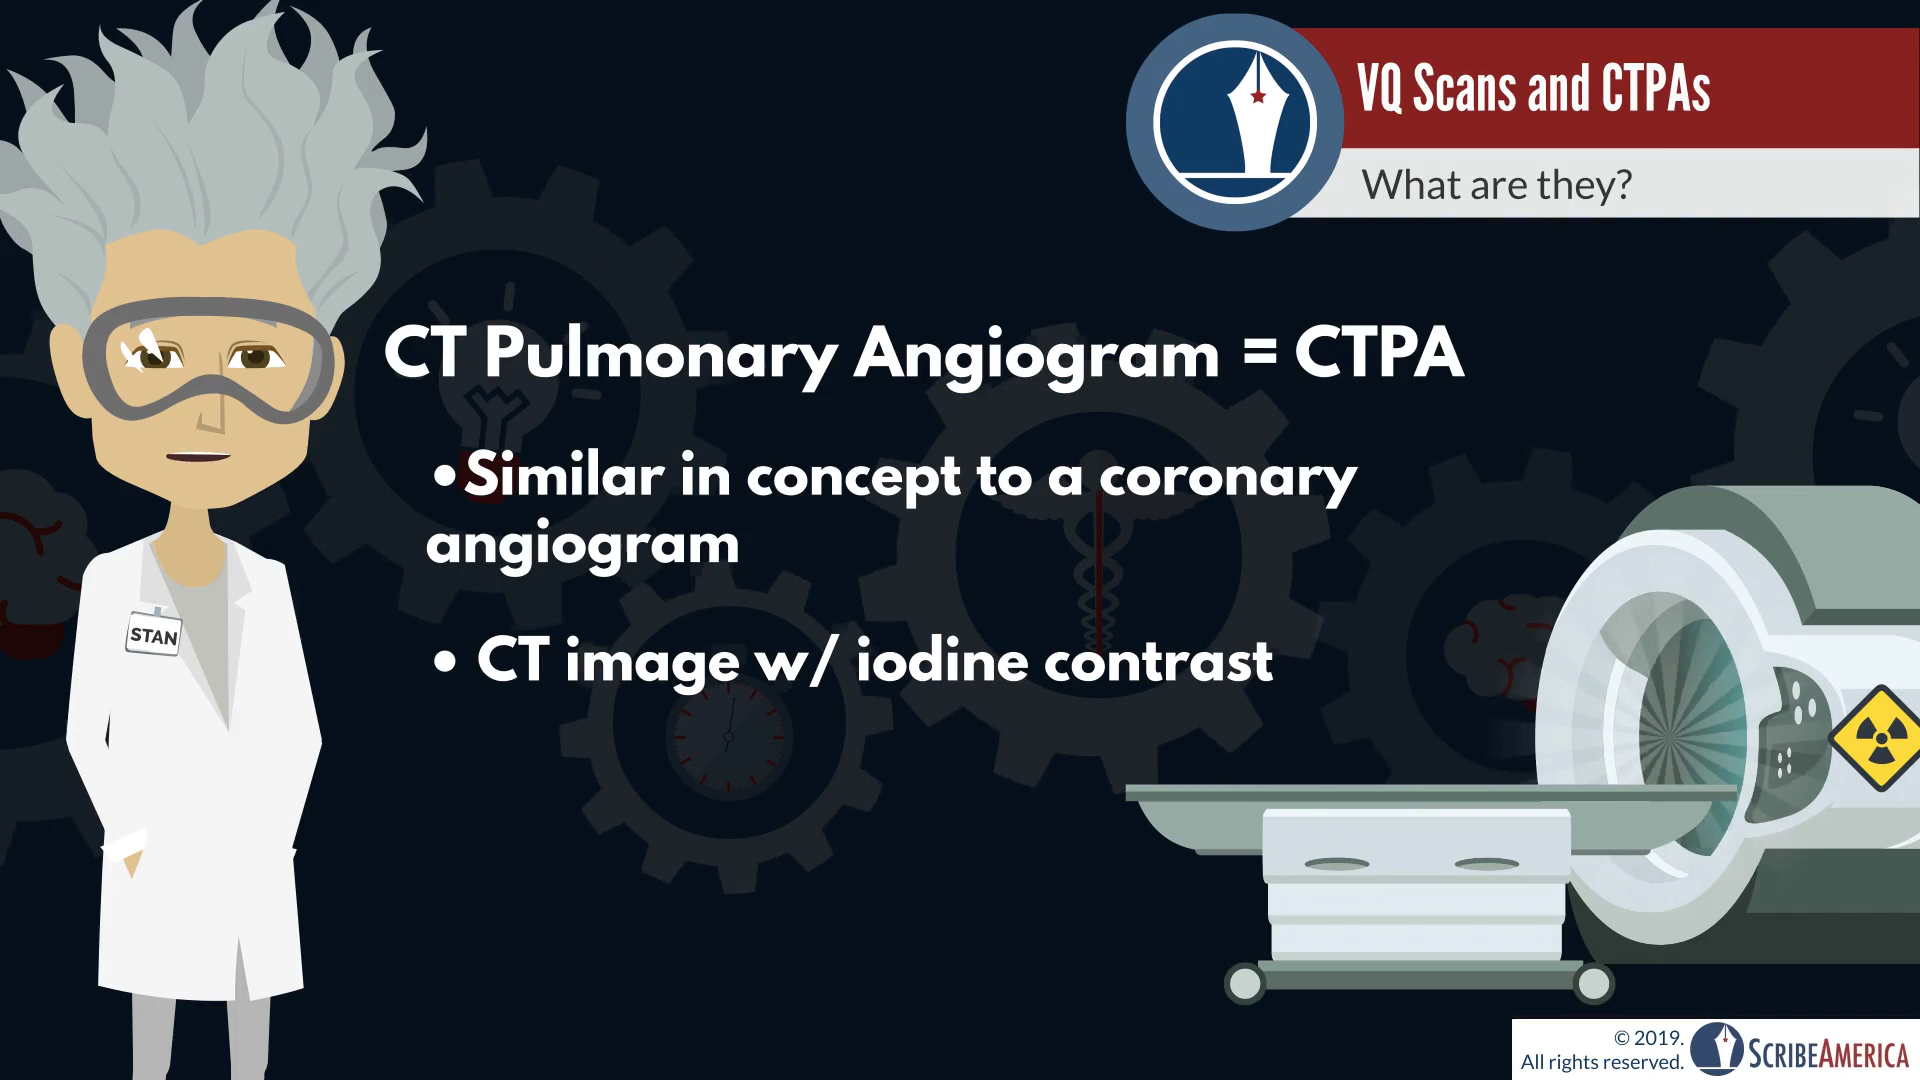 VQ Scans and CTPAs
What are they?
CT Pulmonary Angiogram = CTPA
•Similar in concept to a coronary
angiogram
• CT image w/ iodine contrast
STAN
© 2019.
All rights reserved.
SCRIBEAMERICA